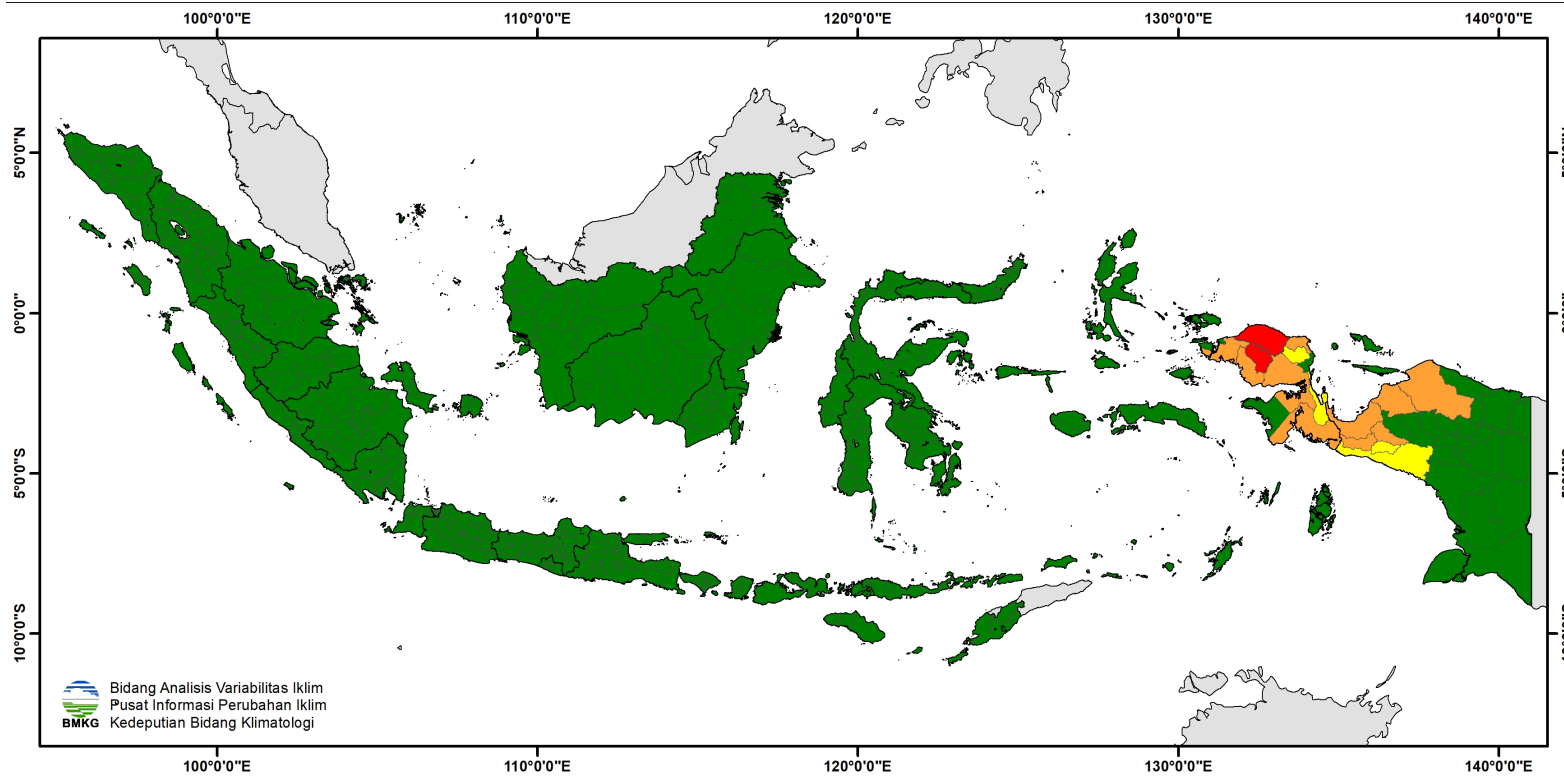 100°0'0"E
110°0'0"E
120°0'0"E
130°0'0"E
140°0'0"E
5°0'0"N
0°0'0"
5°0'0"S
10°0'0"S
BMKG
Bidang Analisis Variabilitas Iklim
Pusat Informasi Perubahan Iklim
Kedeputian Bidang Klimatologi
100°0'0"E
110°0'0"E
120°0'0"E
130°0'0"E
140°0'0"E